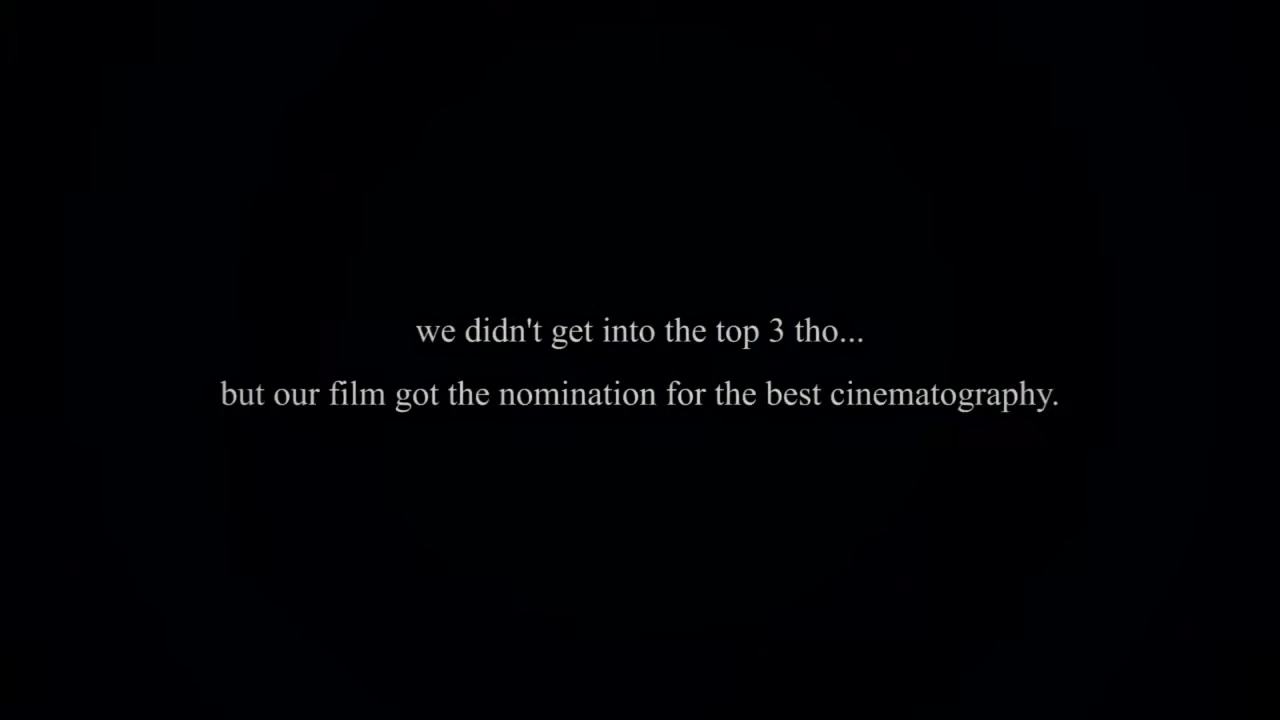 we didn't get into the top 3 tho...
but our film got the nomination for the best cinematography.